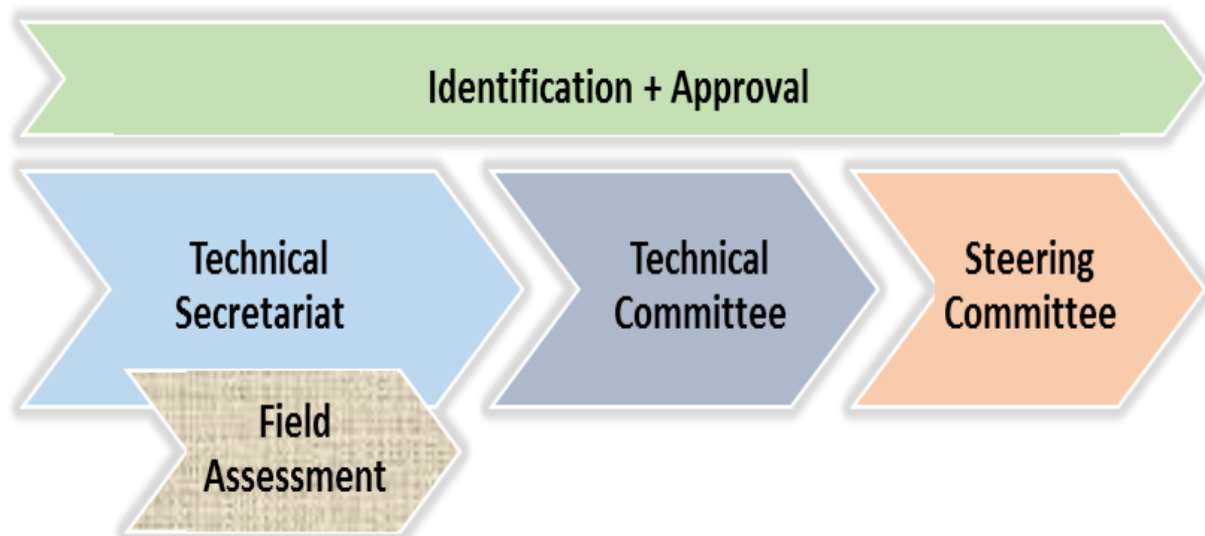 Identification + Approval
Technical
Secretariat
Technical
Committee
Steering
Committee
Field
Assessment